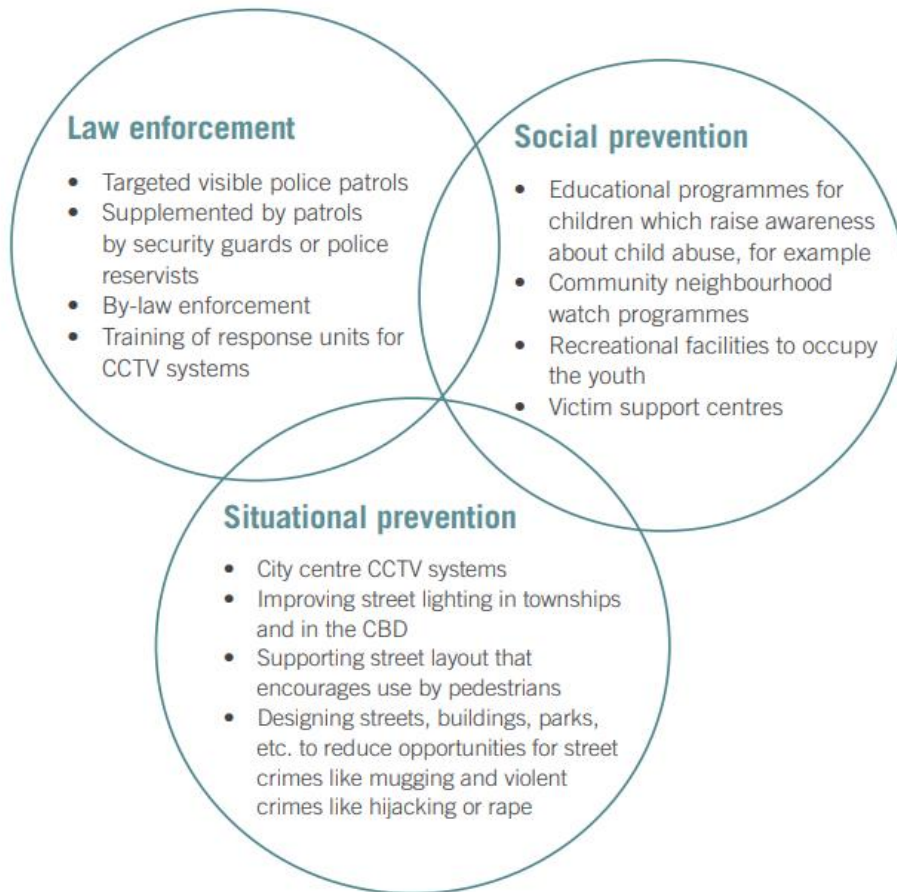 Law enforcement
• Targeted visible police patrols
• Supplemented by patrols
by security guards or police
reservists
• By-law enforcement
• Training of response units for
CCTV systems
Social prevention
• Educational programmes for
children which raise awareness
about child abuse, for example
• Community neighbourhood
watch programmes
• Recreational facilities to occupy
the youth
• Victim support centres
Situational prevention
• City centre CCTV systems
• Improving street lighting in townships
and in the CBD
• Supporting street layout that
encourages use by pedestrians
• Designing streets, buildings, parks,
etc. to reduce opportunities for street
crimes like mugging and violent
crimes like hijacking or rape